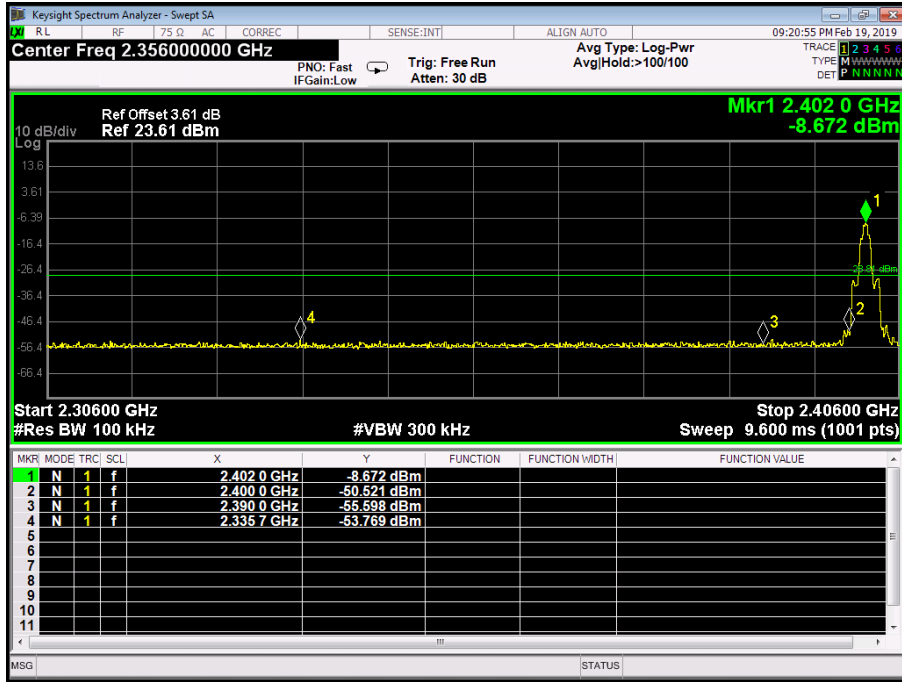 Keysight Spectrum Analyzer - Swept SA
LXI RL RF 75 Ω AC CORREC SENSE:INT ALIGN AUTO 09:20:55 PM Feb 19, 2019
Center Freq 2.356000000 GHz
PNO: Fast
IFGain:Low
Trig: Free Run
Atten: 30 dB
Avg Type: Log-Pwr
Avg|Hold:>100/100
TRACE 1 2 3 4 5 6
TYPE M WWWWW
DET P N N N N N
Mkr1 2.402 0 GHz
-8.672 dBm
Ref Offset 3.61 dB
10 dB/div Ref 23.61 dBm
Log
13.6
3.61
-6.39
-16.4
-26.4
-36.4
-46.4
-56.4
-66.4
1
dBm
2
3
4
Start 2.30600 GHz Stop 2.40600 GHz
#Res BW 100 kHz #VBW 300 kHz Sweep 9.600 ms (1001 pts)
MKR MODE TRC SCL X Y FUNCTION FUNCTION WIDTH FUNCTION VALUE
1 N 1 f 2.402 0 GHz -8.672 dBm
2 N 1 f 2.400 0 GHz -50.521 dBm
3 N 1 f 2.390 0 GHz -55.598 dBm
4 N 1 f 2.335 7 GHz -53.769 dBm
5
6
7
8
9
10
11
MSG STATUS